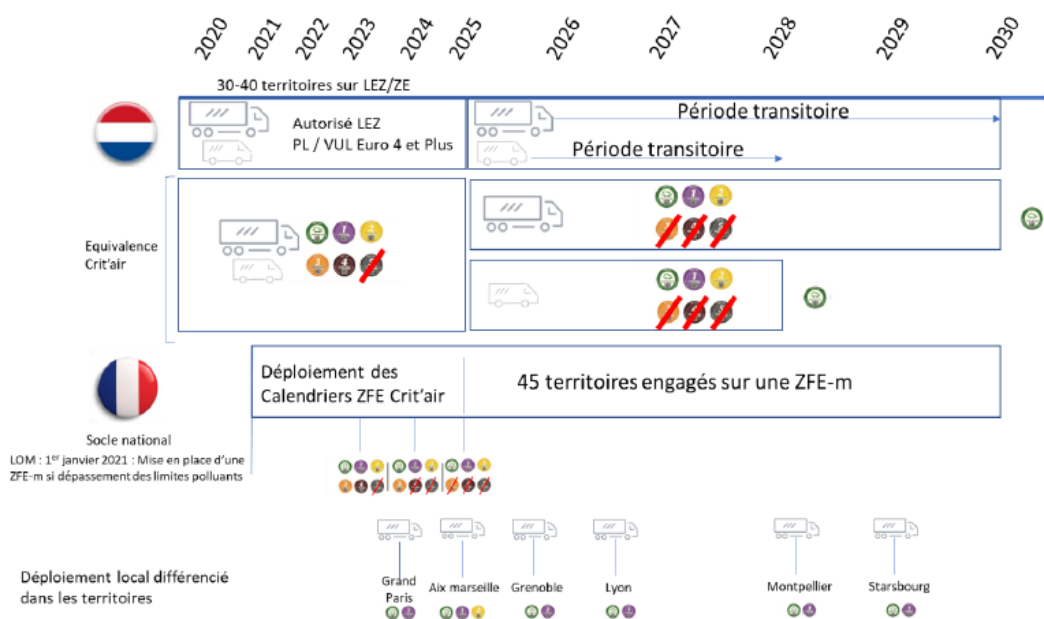 2020 2021 2022 2023 2024 2025 2026 2027 2028 2029 2030
30-40 territoires sur LEZ/ZE
Autorisé LEZ
PL / VUL Euro 4 et Plus
Période transitoire
Période transitoire
Equivalence
Crit'air
Déploiement des
Calendriers ZFE Crit'air
45 territoires engagés sur une ZFE-m
Socle national
LOM : 1er janvier 2021 : Mise en place d'une
ZFE-m si dépassement des limites polluants
Déploiement local différencié
dans les territoires
Grand
Paris
Aix marseille
Grenoble
Lyon
Montpellier
Starsbourg